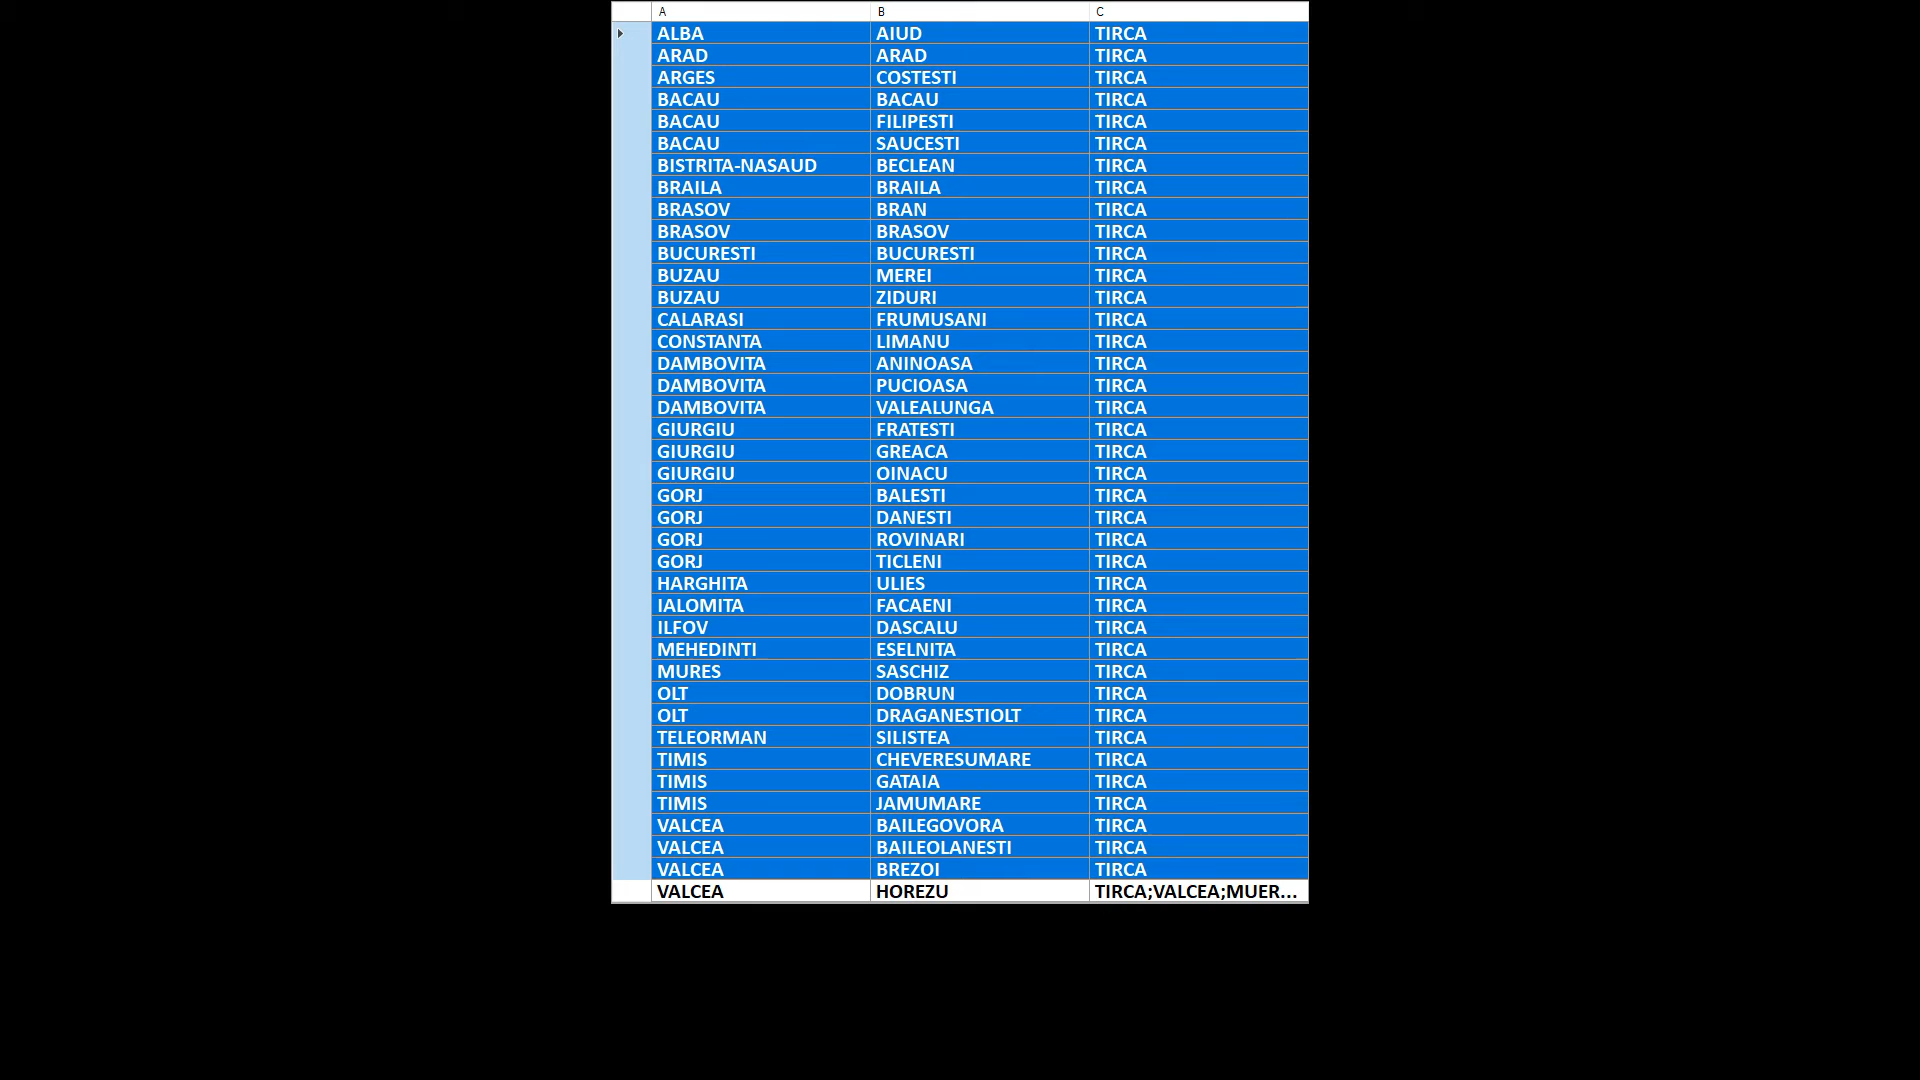 A B C
ALBA AIUD TIRCA
ARAD ARAD TIRCA
ARGES COSTESTI TIRCA
BACAU BACAU TIRCA
BACAU FILIPESTI TIRCA
BACAU SAUCESTI TIRCA
BISTRITA-NASAUD BECLEAN TIRCA
BRAILA BRAILA TIRCA
BRASOV BRAN TIRCA
BRASOV BRASOV TIRCA
BUCURESTI BUCURESTI TIRCA
BUZAU MEREI TIRCA
BUZAU ZIDURI TIRCA
CALARASI FRUMUSANI TIRCA
CONSTANTA LIMANU TIRCA
DAMBOVITA ANINOASA TIRCA
DAMBOVITA PUCIOASA TIRCA
DAMBOVITA VALEALUNGA TIRCA
GIURGIU FRATESTI TIRCA
GIURGIU GREACA TIRCA
GIURGIU OINACU TIRCA
GORJ BALESTI TIRCA
GORJ DANESTI TIRCA
GORJ ROVINARI TIRCA
GORJ TICLENI TIRCA
HARGHITA ULIES TIRCA
IALOMITA FACAENI TIRCA
ILFOV DASCALU TIRCA
MEHEDINTI ESELNITA TIRCA
MURES SASCHIZ TIRCA
OLT DOBRUN TIRCA
OLT DRAGANESTIOLT TIRCA
TELEORMAN SILISTEA TIRCA
TIMIS CHEVERESUMARE TIRCA
TIMIS GATAIA TIRCA
TIMIS JAMUMARE TIRCA
VALCEA BAILEGOVORA TIRCA
VALCEA BAILEOLANESTI TIRCA
VALCEA BREZOI TIRCA
VALCEA HOREZU TIRCA;VALCEA;MUER...